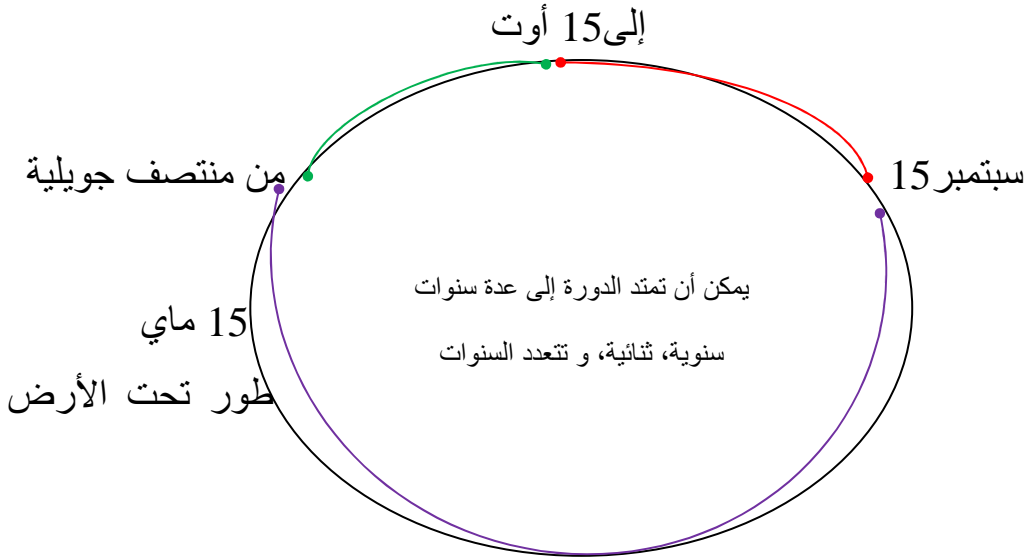 إلى15 أوت
سبتمبر15
من منتصف جويلية
يمكن أن تمتد الدورة إلى عدة سنوات
15 ماي
سنوية، ثنائية، و تتعدد السنوات
طور تحت الأرض